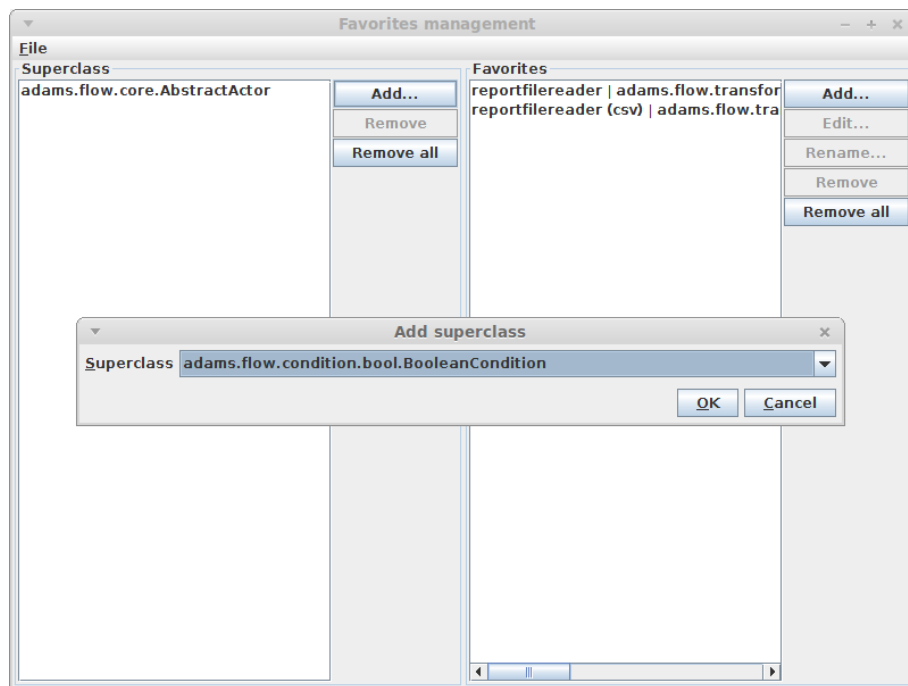 Favorites management
File
Superclass
adams.flow.core.AbstractActor
Add...
Remove
Remove all
Favorites
reportfilereader | adams.flow.transfor
reportfilereader (csv) | adams.flow.tra
Add...
Edit...
Rename...
Remove
Remove all
Add superclass
Superclass adams.flow.condition.bool.BooleanCondition
OK Cancel